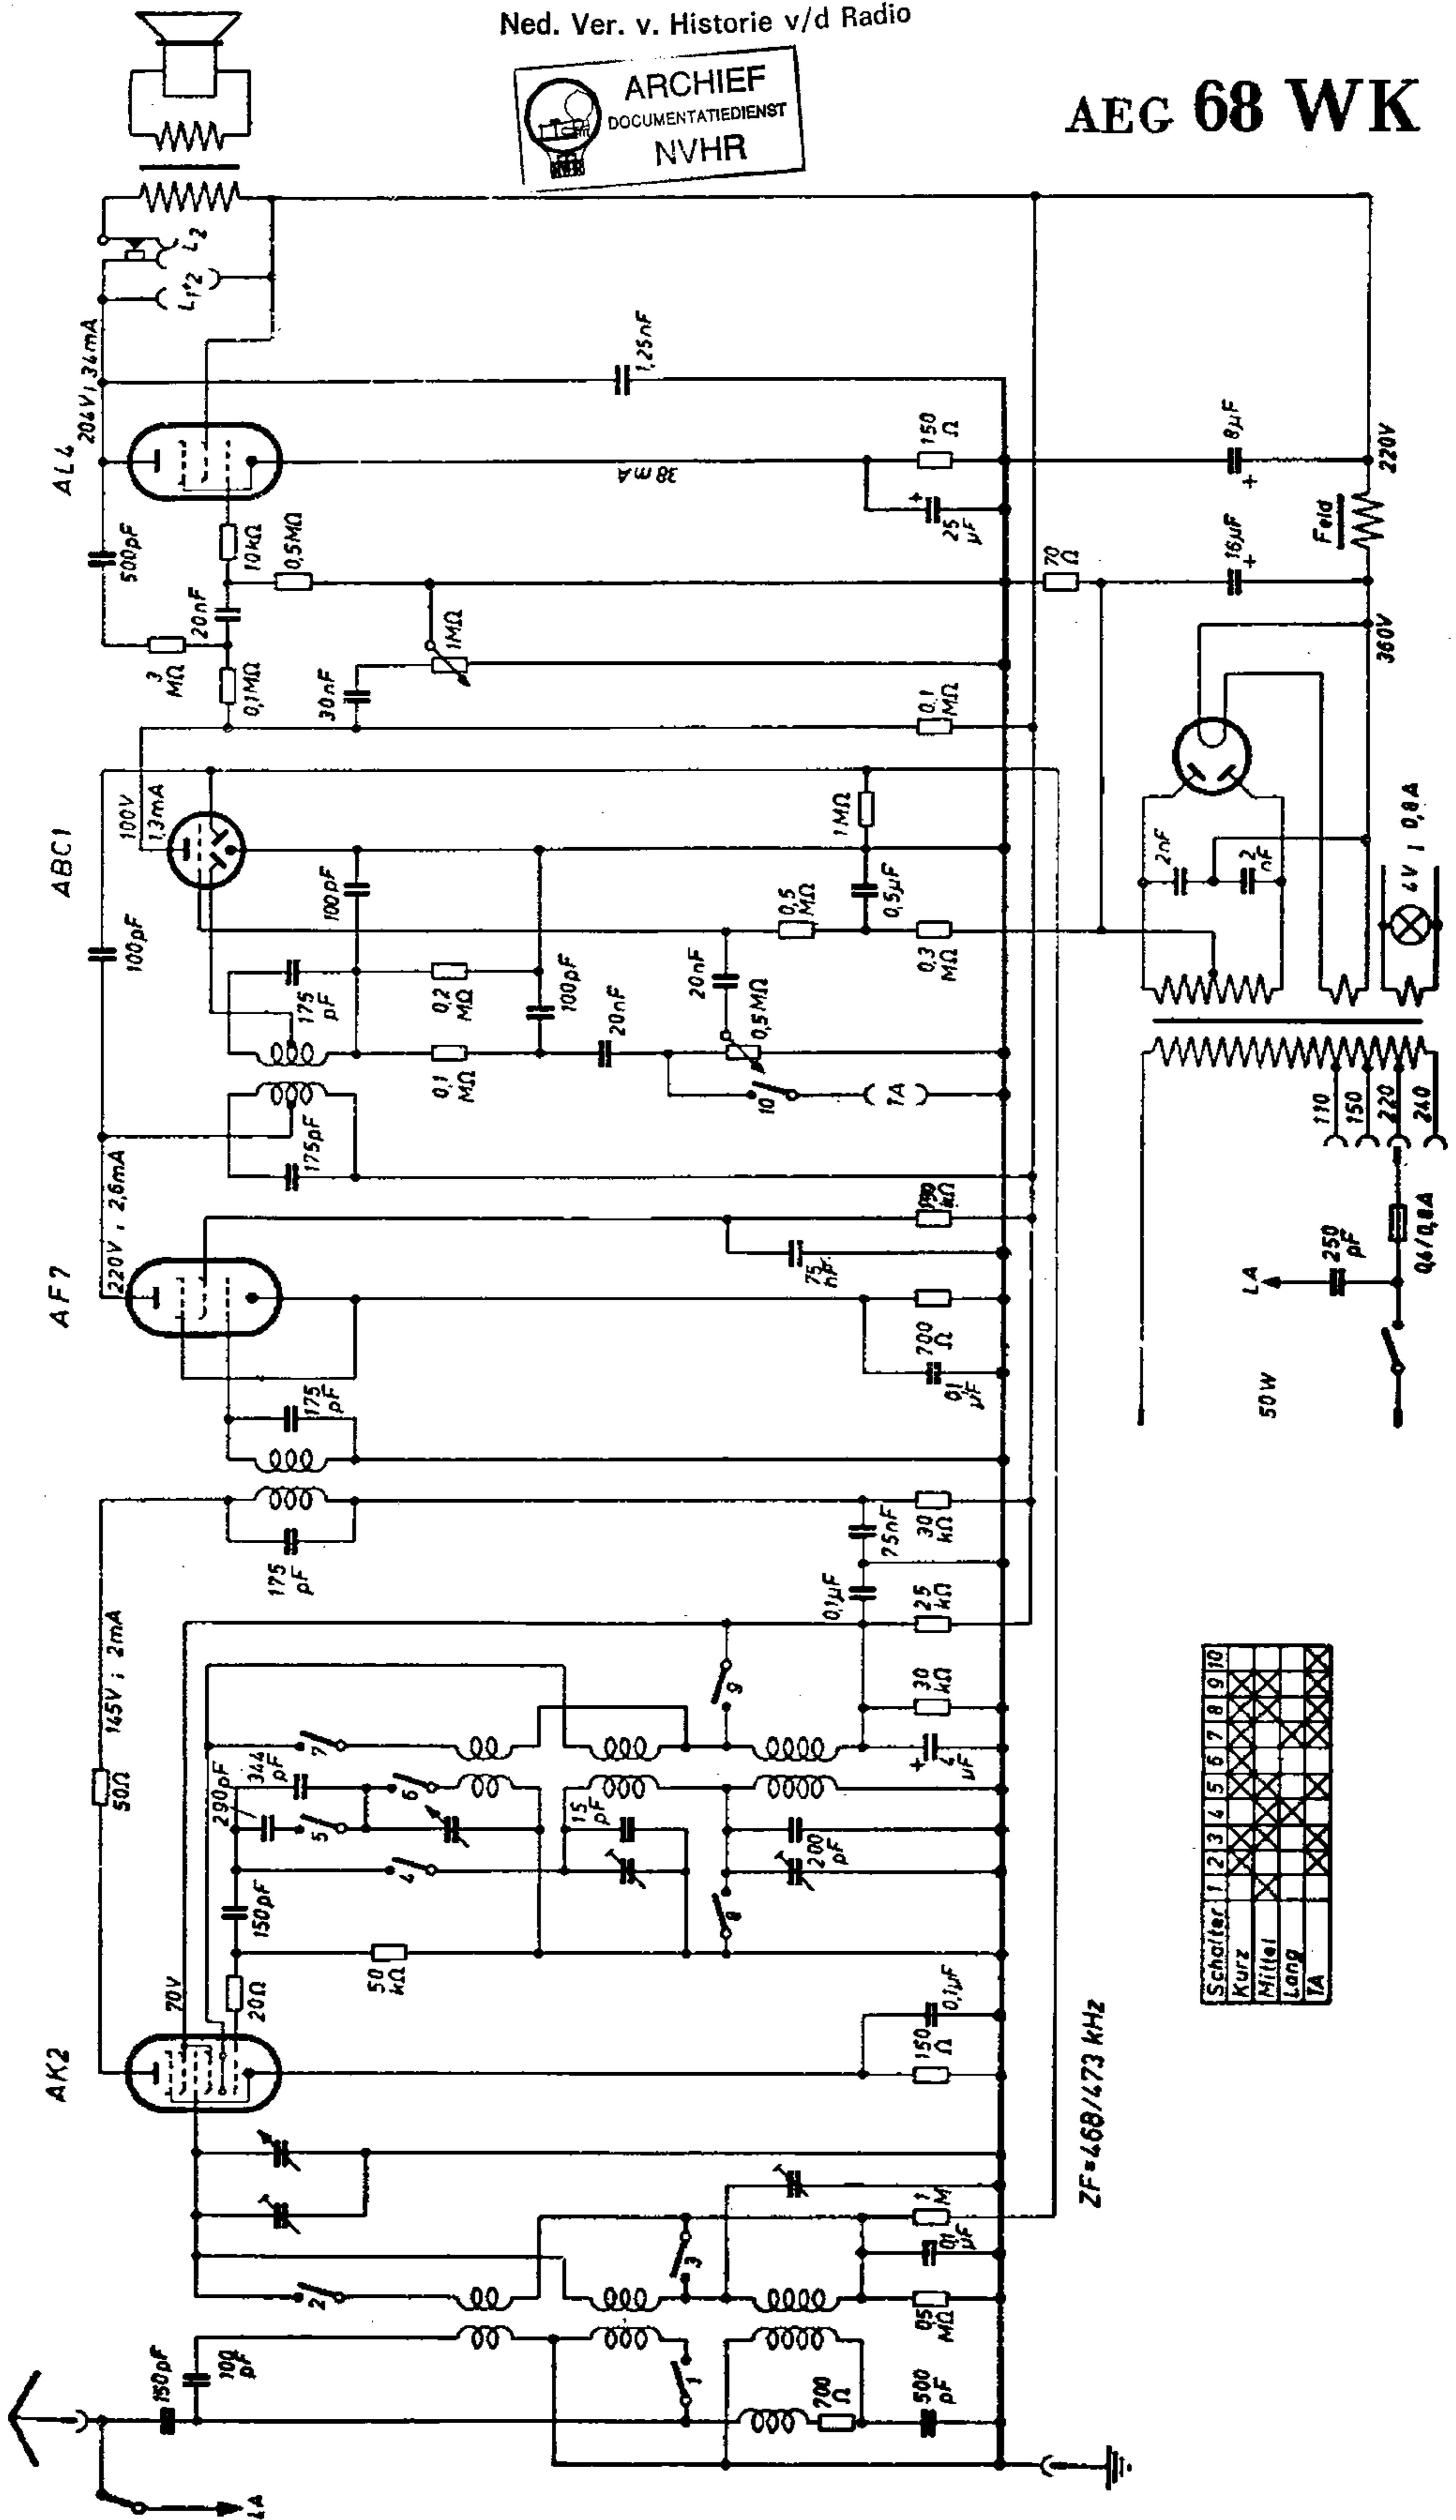 Ned. Ver. v. Historie v/d Radio
ARCHIEF
DOCUMENTATIEDIENST
NVHR
AEG 68 WK
L2
L1+2
AL4
204V; 34mA
1,25nF
38mA
150
Ω
25
µF
8µF
220V
Feld
16µF
70
Ω
360V
500pF
10kΩ
0,5MΩ
20nF
3
MΩ
0,1MΩ
30nF
1MΩ
0,1
MΩ
ABC1
100V
1,3mA
100pF
100pF
175
pF
0,2
MΩ
0,1
MΩ
100pF
20nF
20nF
0,5MΩ
1MΩ
0,5
MΩ
0,5µF
0,3
MΩ
10
TA
175pF
2nF
2
nF
4V; 0,8A
110
150
220
240
250
pF
0,4/0,8A
LA
50W
AF7
220V; 2,6mA
kΩ
75
700
Ω
0,1
µF
175
pF
175
pF
75nF
30
kΩ
0,1µF
25
kΩ
30
kΩ
4
µF
145V; 2mA
50Ω
AK2
70V
20Ω
150pF
290pF
344
pF
7
6
5
4
15
pF
200
pF
9
8
50
kΩ
150
Ω
0,1µF
ZF=468/473 kHz
1
M
0,1
µF
0,5
MΩ
2
3
1
150pF
100
pF
700
Ω
500
pF
LA
Schalter 1 2 3 4 5 6 7 8 9 10
Kurz
Mittel
Lang
TA